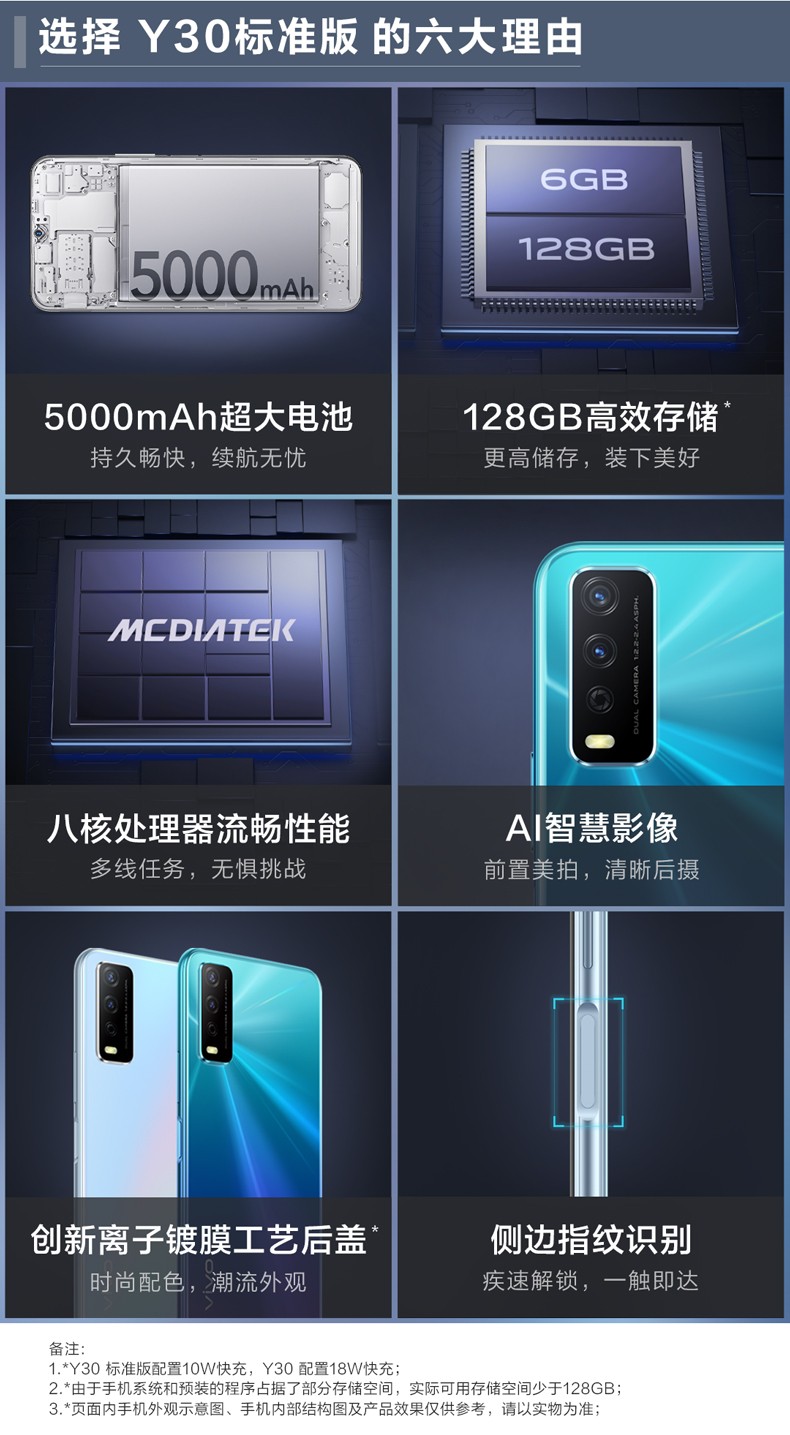 选择 Y30标准版 的六大理由
5000mAh
6GB
128GB
5000mAh超大电池
持久畅快，续航无忧
128GB高效存储*
更高储存，装下美好
MEDIATEK
DUAL CAMERA 1:2.2-2.4 ASPH.
八核处理器流畅性能
多线任务，无惧挑战
AI智慧影像
前置美拍，清晰后摄
创新离子镀膜工艺后盖*
时尚配色，潮流外观
vivo
侧边指纹识别
疾速解锁，一触即达
备注：
1.*Y30 标准版配置10W快充，Y30 配置18W快充；
2.*由于手机系统和预装的程序占据了部分存储空间，实际可用存储空间少于128GB；
3.*页面内手机外观示意图、手机内部结构图及产品效果仅供参考，请以实物为准；